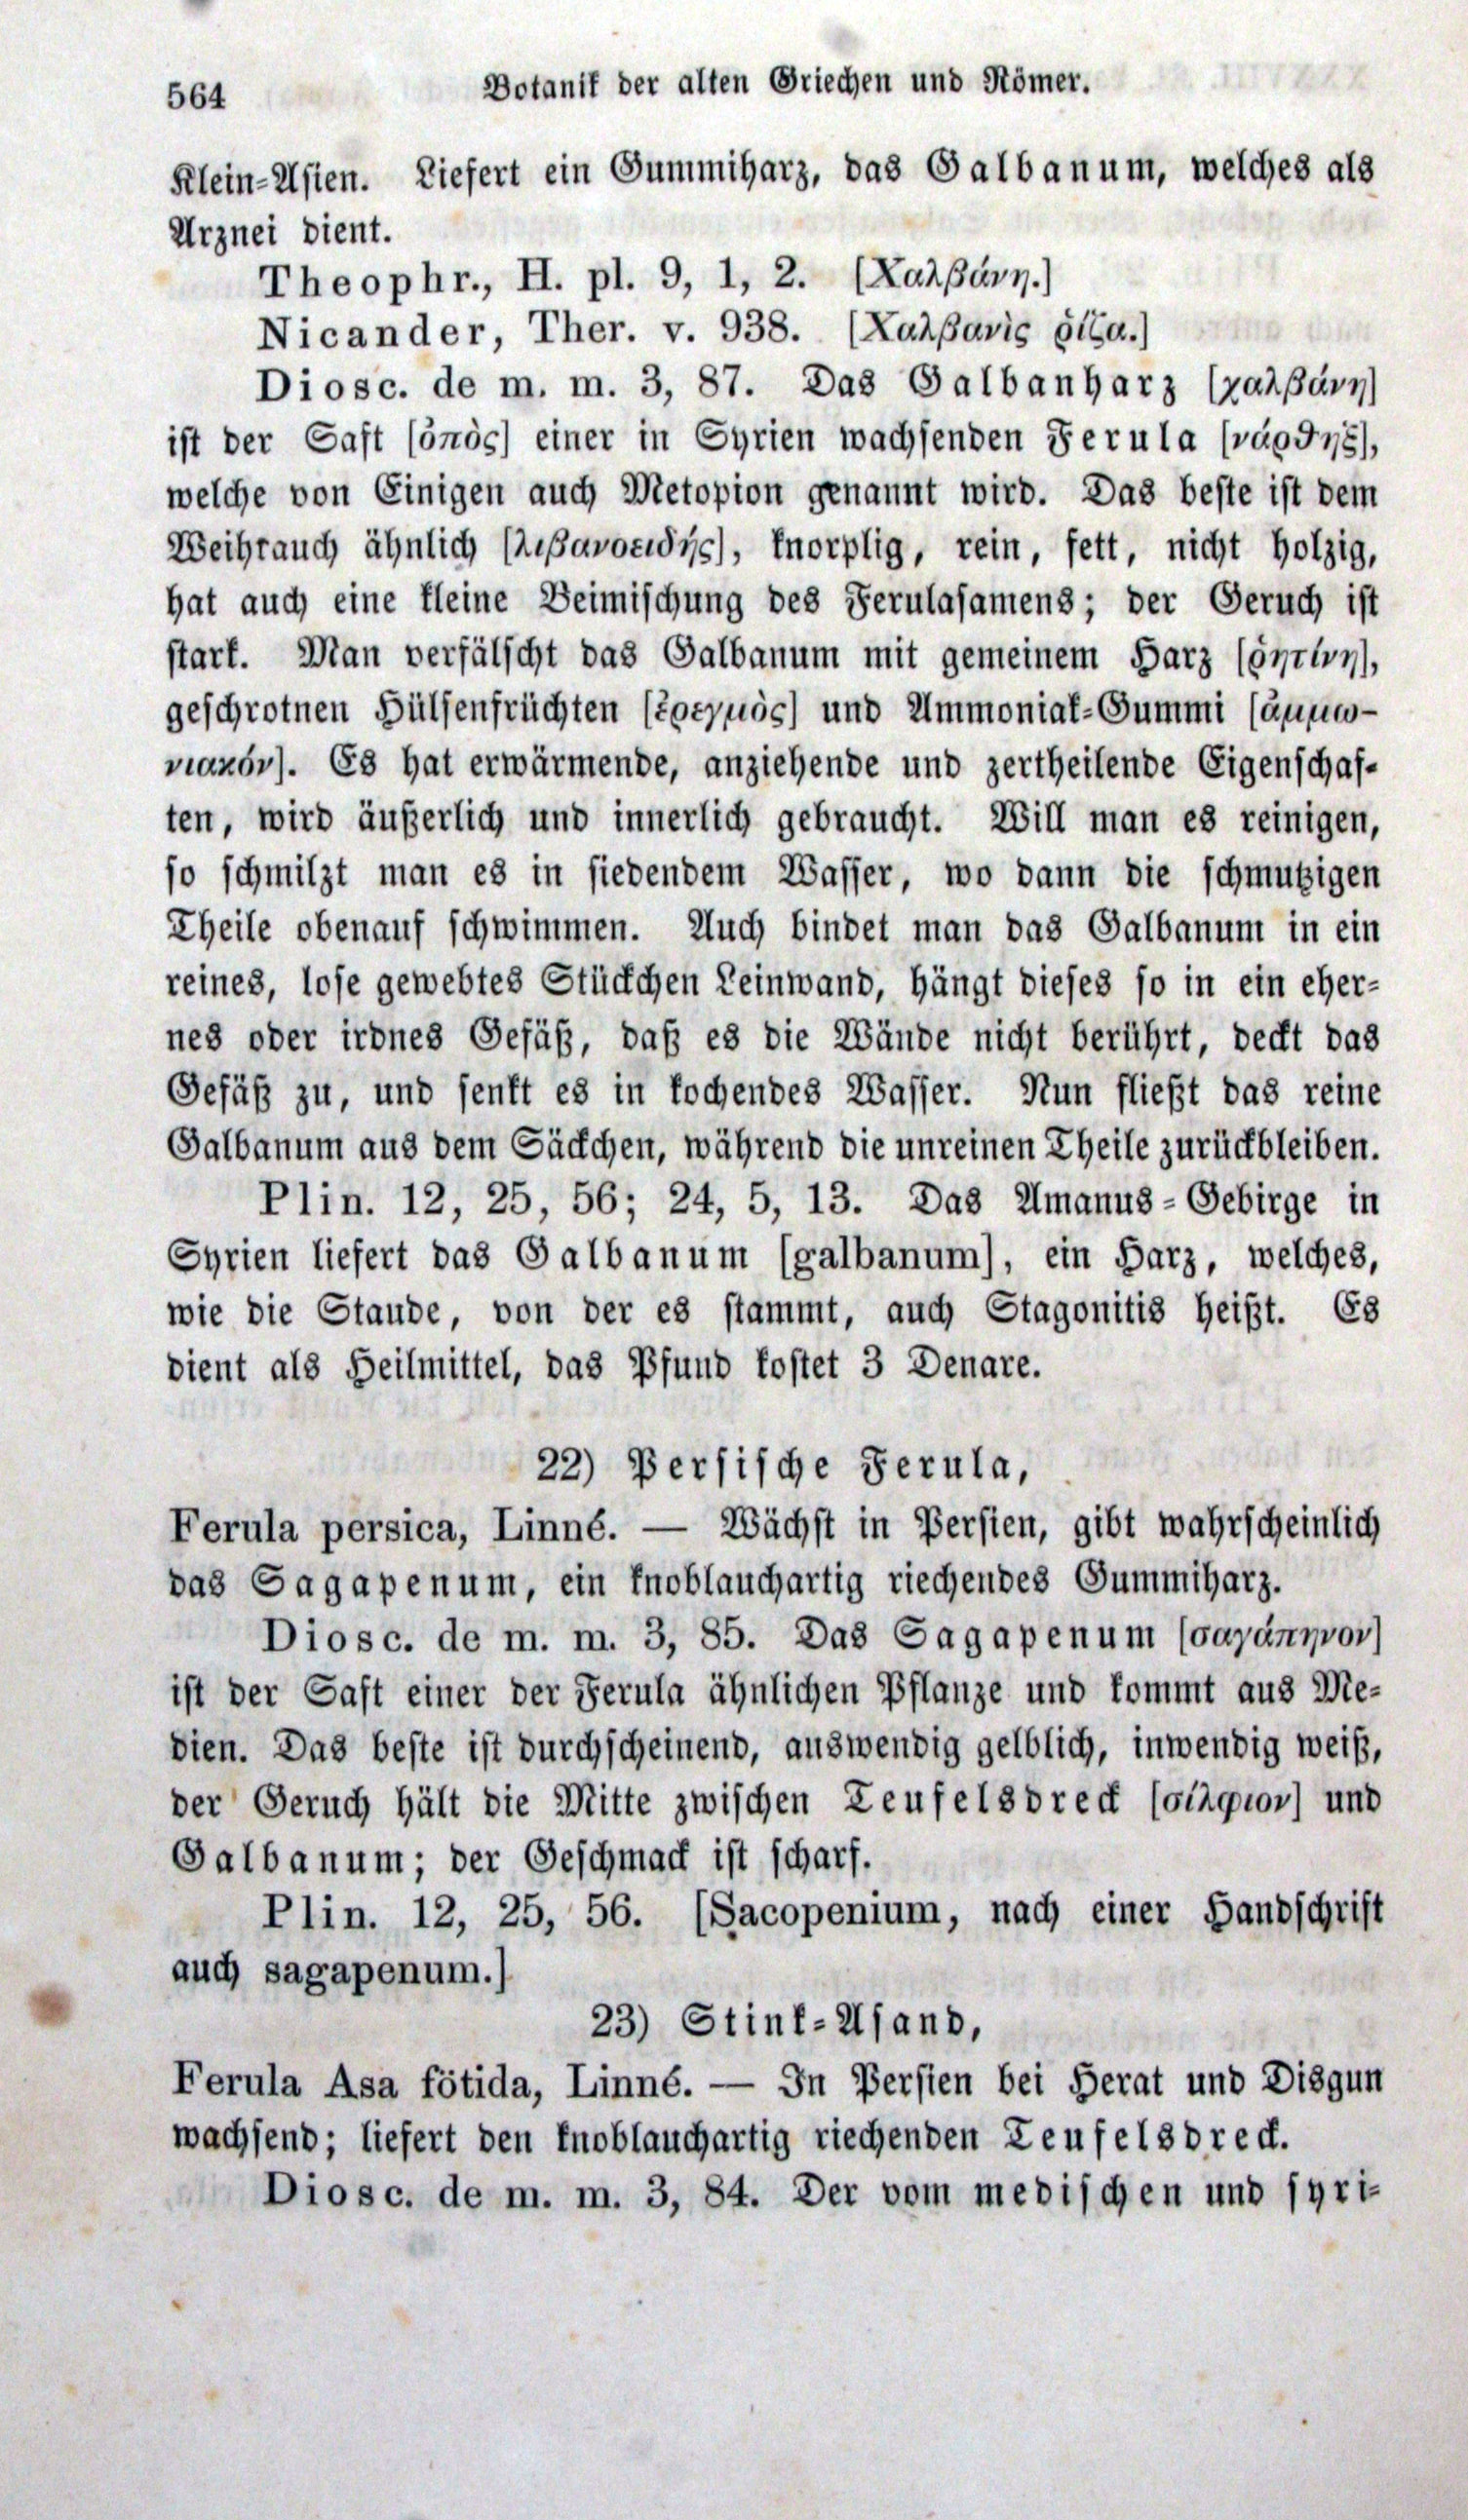 564
Botanik der alten Griechen und Römer.
Klein-Asien. Liefert ein Gummiharz, das Galbanum, welches als
Arznei dient.
Theophr., H. pl. 9, 1, 2. [Χαλβάνη.]
Nicander, Ther. v. 938. [Χαλβανὶς ῥίζα.]
Diosc. de m. m. 3, 87. Das Galbanharz [χαλβάνη]
ist der Saft [ὀπὸς] einer in Syrien wachsenden Ferula [νάρθηξ],
welche von Einigen auch Metopion genannt wird. Das beste ist dem
Weihrauch ähnlich [λιβανοειδής], knorplig, rein, fett, nicht holzig,
hat auch eine kleine Beimischung des Ferulasamens; der Geruch ist
stark. Man verfälscht das Galbanum mit gemeinem Harz [ῥητίνη],
geschrotnen Hülsenfrüchten [ἐρεγμὸς] und Ammoniak-Gummi [ἀμμω-
νιακόν]. Es hat erwärmende, anziehende und zertheilende Eigenschaf-
ten, wird äußerlich und innerlich gebraucht. Will man es reinigen,
so schmilzt man es in siedendem Wasser, wo dann die schmutzigen
Theile obenauf schwimmen. Auch bindet man das Galbanum in ein
reines, lose gewebtes Stückchen Leinwand, hängt dieses so in ein eher-
nes oder irdnes Gefäß, daß es die Wände nicht berührt, deckt das
Gefäß zu, und senkt es in kochendes Wasser. Nun fließt das reine
Galbanum aus dem Säckchen, während die unreinen Theile zurückbleiben.
Plin. 12, 25, 56; 24, 5, 13. Das Amanus-Gebirge in
Syrien liefert das Galbanum [galbanum], ein Harz, welches,
wie die Staude, von der es stammt, auch Stagonitis heißt. Es
dient als Heilmittel, das Pfund kostet 3 Denare.
22) Persische Ferula,
Ferula persica, Linné. — Wächst in Persien, gibt wahrscheinlich
das Sagapenum, ein knoblauchartig riechendes Gummiharz.
Diosc. de m. m. 3, 85. Das Sagapenum [σαγάπηνον]
ist der Saft einer der Ferula ähnlichen Pflanze und kommt aus Me-
dien. Das beste ist durchscheinend, auswendig gelblich, inwendig weiß,
der Geruch hält die Mitte zwischen Teufelsdreck [σίλφιον] und
Galbanum; der Geschmack ist scharf.
Plin. 12, 25, 56. [Sacopenium, nach einer Handschrift
auch sagapenum.]
23) Stink-Asand,
Ferula Asa fötida, Linné. — In Persien bei Herat und Disgun
wachsend; liefert den knoblauchartig riechenden Teufelsdreck.
Diosc. de m. m. 3, 84. Der vom medischen und syri-